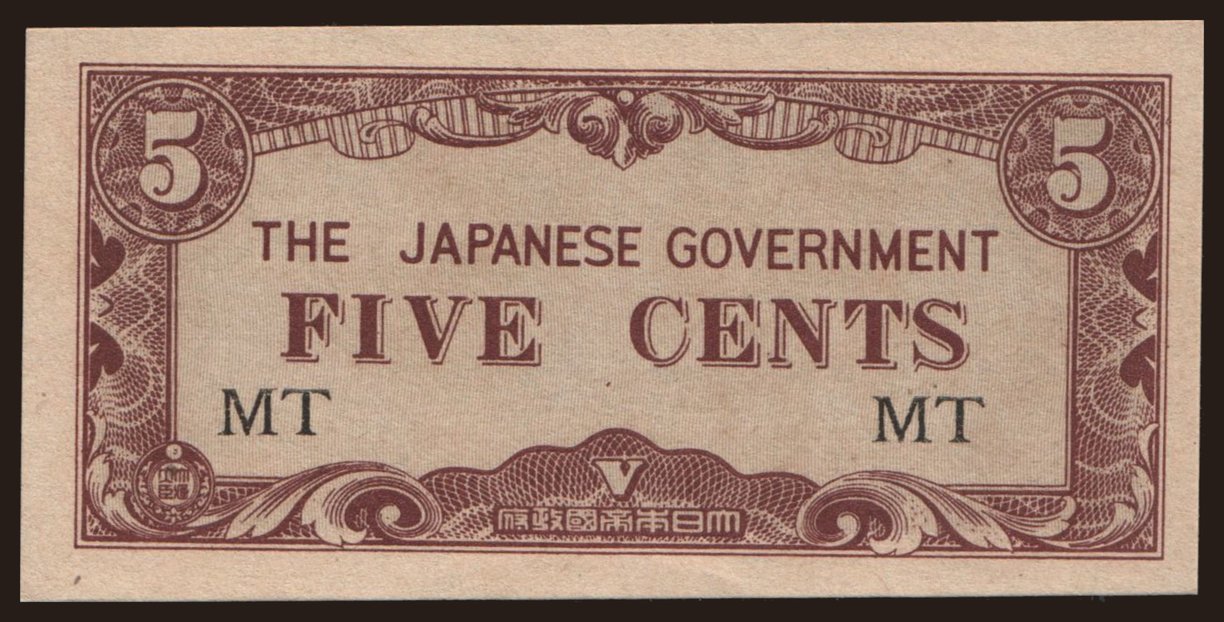 5 5
THE JAPANESE GOVERNMENT
FIVE CENTS
MT MT
V
府政國帝本日大